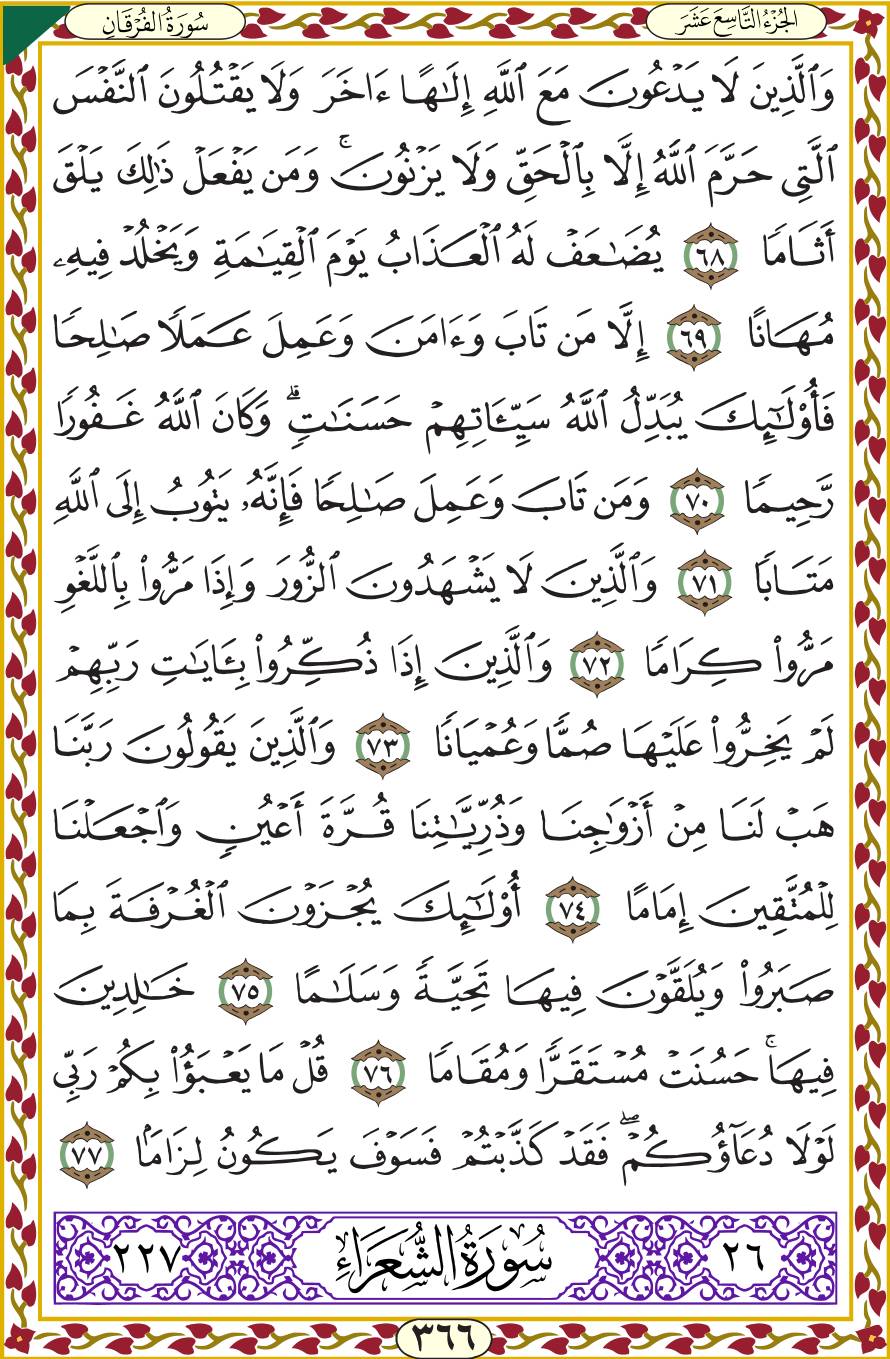 الجُزْءُ التَّاسِعَ عَشَرَ
سُورَةُ الفُرْقَانِ
وَٱلَّذِينَ لَا يَدۡعُونَ مَعَ ٱللَّهِ إِلَٰهًا ءَاخَرَ وَلَا يَقۡتُلُونَ ٱلنَّفۡسَ
ٱلَّتِي حَرَّمَ ٱللَّهُ إِلَّا بِٱلۡحَقِّ وَلَا يَزۡنُونَۚ وَمَن يَفۡعَلۡ ذَٰلِكَ يَلۡقَ
أَثَامٗا ٦٨ يُضَٰعَفۡ لَهُ ٱلۡعَذَابُ يَوۡمَ ٱلۡقِيَٰمَةِ وَيَخۡلُدۡ فِيهِۦ
مُهَانًا ٦٩ إِلَّا مَن تَابَ وَءَامَنَ وَعَمِلَ عَمَلٗا صَٰلِحٗا
فَأُوْلَٰٓئِكَ يُبَدِّلُ ٱللَّهُ سَيِّـَٔاتِهِمۡ حَسَنَٰتٖۗ وَكَانَ ٱللَّهُ غَفُورٗا
رَّحِيمٗا ٧٠ وَمَن تَابَ وَعَمِلَ صَٰلِحٗا فَإِنَّهُۥ يَتُوبُ إِلَى ٱللَّهِ
مَتَابٗا ٧١ وَٱلَّذِينَ لَا يَشۡهَدُونَ ٱلزُّورَ وَإِذَا مَرُّواْ بِٱللَّغۡوِ
مَرُّواْ كِرَامٗا ٧٢ وَٱلَّذِينَ إِذَا ذُكِّرُواْ بِـَٔايَٰتِ رَبِّهِمۡ
لَمۡ يَخِرُّواْ عَلَيۡهَا صُمّٗا وَعُمۡيَانٗا ٧٣ وَٱلَّذِينَ يَقُولُونَ رَبَّنَا
هَبۡ لَنَا مِنۡ أَزۡوَٰجِنَا وَذُرِّيَّٰتِنَا قُرَّةَ أَعۡيُنٖ وَٱجۡعَلۡنَا
لِلۡمُتَّقِينَ إِمَامًا ٧٤ أُوْلَٰٓئِكَ يُجۡزَوۡنَ ٱلۡغُرۡفَةَ بِمَا
صَبَرُواْ وَيُلَقَّوۡنَ فِيهَا تَحِيَّةٗ وَسَلَٰمًا ٧٥ خَٰلِدِينَ
فِيهَاۚ حَسُنَتۡ مُسۡتَقَرّٗا وَمُقَامٗا ٧٦ قُلۡ مَا يَعۡبَؤُاْ بِكُمۡ رَبِّي
لَوۡلَا دُعَآؤُكُمۡۖ فَقَدۡ كَذَّبۡتُمۡ فَسَوۡفَ يَكُونُ لِزَامَۢا ٧٧
٢٦ سُورَةُ الشُّعَرَاءِ ٢٢٧
٣٦٦